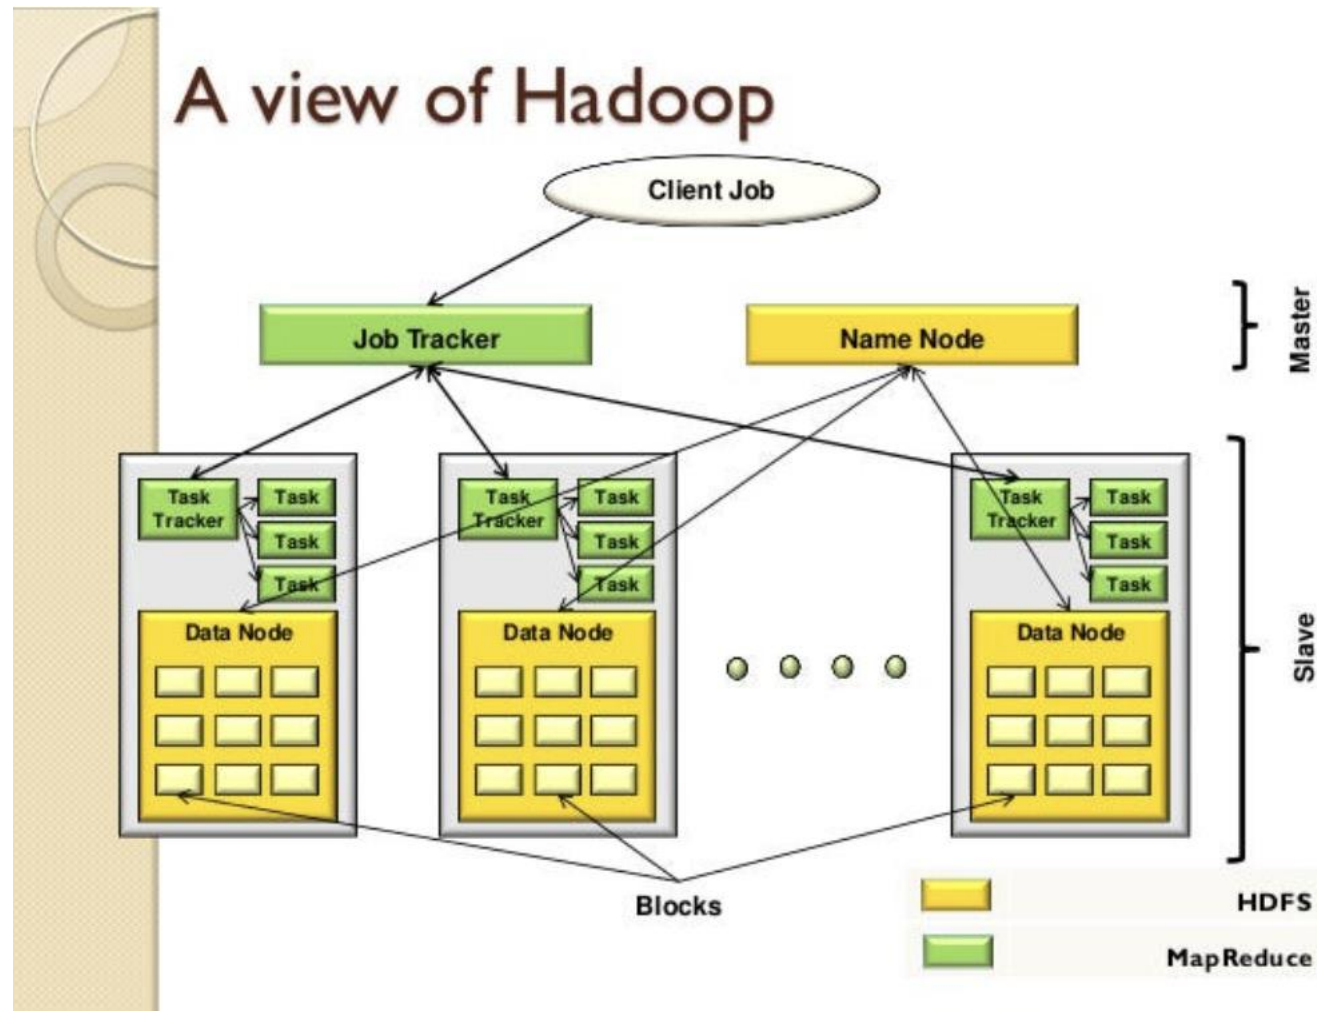 A view of Hadoop
Client Job
Job Tracker
Name Node
Master
Task
Tracker
Task
Task
Task
Data Node
Task
Tracker
Task
Task
Task
Data Node
Task
Tracker
Task
Task
Task
Data Node
Slave
Blocks
HDFS
MapReduce